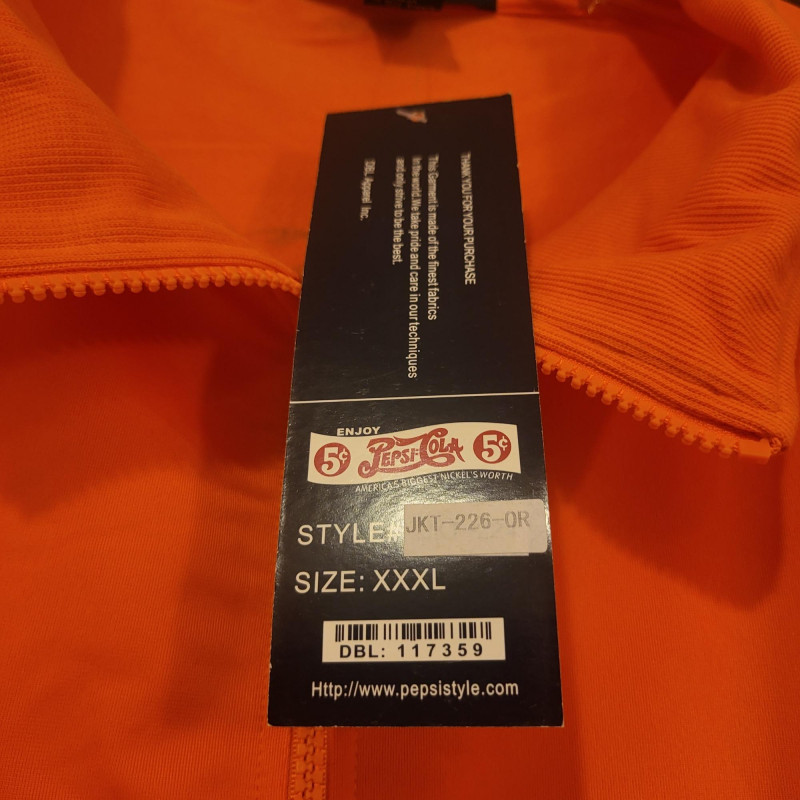 THANK YOU FOR YOUR PURCHASE
This Garment is made of the finest fabrics
in the world.We take pride and care in our techniques
and only strive to be the best.
DBL Apparel Inc.
ENJOY
5¢ PEPSI-COLA 5¢
AMERICA'S BIGGEST NICKEL'S WORTH
STYLE# JKT-226-OR
SIZE: XXXL
DBL: 117359
Http://www.pepsistyle.com